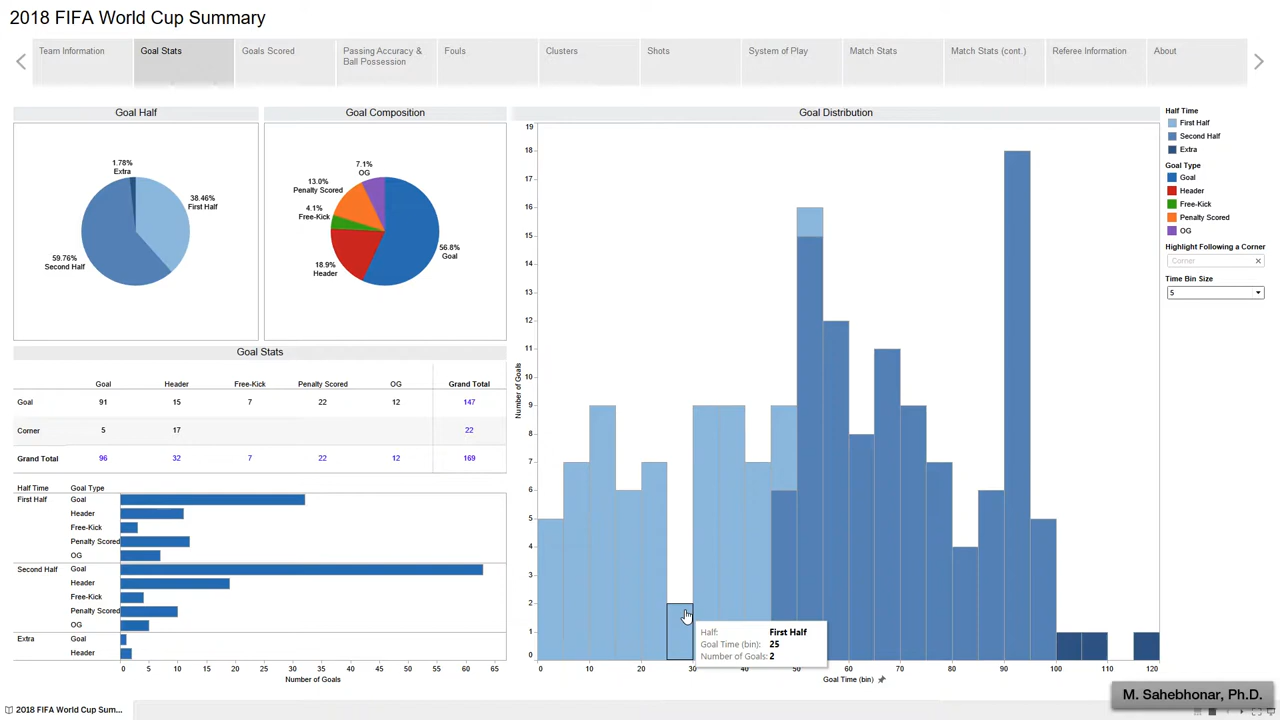 2018 FIFA World Cup Summary
Team Information
Goal Stats
Goals Scored
Passing Accuracy &
Ball Possession
Fouls
Clusters
Shots
System of Play
Match Stats
Match Stats (cont.)
Referee Information
About
Goal Half
1.78%
Extra
38.46%
First Half
59.76%
Second Half
Goal Composition
7.1%
OG
13.0%
Penalty Scored
4.1%
Free-Kick
56.8%
Goal
18.9%
Header
Goal Stats
Goal Header Free-Kick Penalty Scored OG Grand Total
Goal 91 15 7 22 12 147
Corner 5 17 22
Grand Total 96 32 7 22 12 169
Half Time Goal Type
First Half Goal
Header
Free-Kick
Penalty Scored
OG
Second Half Goal
Header
Free-Kick
Penalty Scored
OG
Extra Goal
Header
0 5 10 15 20 25 30 35 40 45 50 55 60 65
Number of Goals
Goal Distribution
19
18
17
16
15
14
13
12
11
10
9
8
7
6
5
4
3
2
1
0
Number of Goals
First Half
Half:
Goal Time (bin): 25
Number of Goals: 2
0 10 20 30 40 50 60 70 80 90 100 110 120
Goal Time (bin)
Half Time
First Half
Second Half
Extra
Goal Type
Goal
Header
Free-Kick
Penalty Scored
OG
Highlight Following a Corner
Corner
Time Bin Size
5
M. Sahebhonar, Ph.D.
2018 FIFA World Cup Sum...